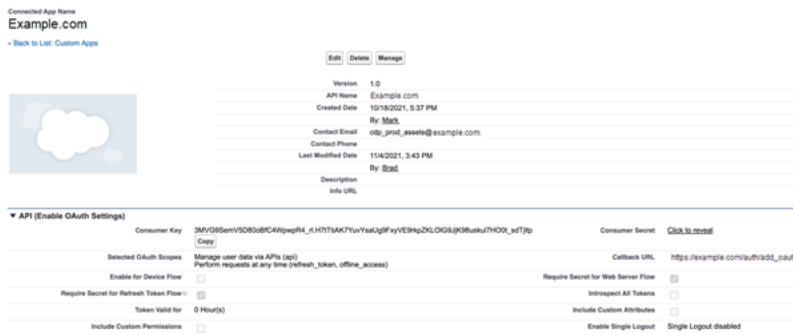 Connected App Name
Example.com
« Back to List: Custom Apps
Edit Delete Manage
Version 1.0
API Name Example.com
Created Date 10/18/2021, 5:37 PM
By: Mark
Contact Email odp_prod_assets@example.com
Contact Phone
Last Modified Date 11/4/2021, 3:43 PM
By: Brad
Description
Info URL
▼ API (Enable OAuth Settings)
Consumer Key Consumer Secret Click to reveal
Copy
Selected OAuth Scopes Manage user data via APIs (api) Callback URL https://example.com/auth/add_oaut
Perform requests at any time (refresh_token, offline_access)
Enable for Device Flow Require Secret for Web Server Flow
Require Secret for Refresh Token Flow Introspect All Tokens
Token Valid for 0 Hour(s) Include Custom Attributes
Include Custom Permissions Enable Single Logout Single Logout disabled